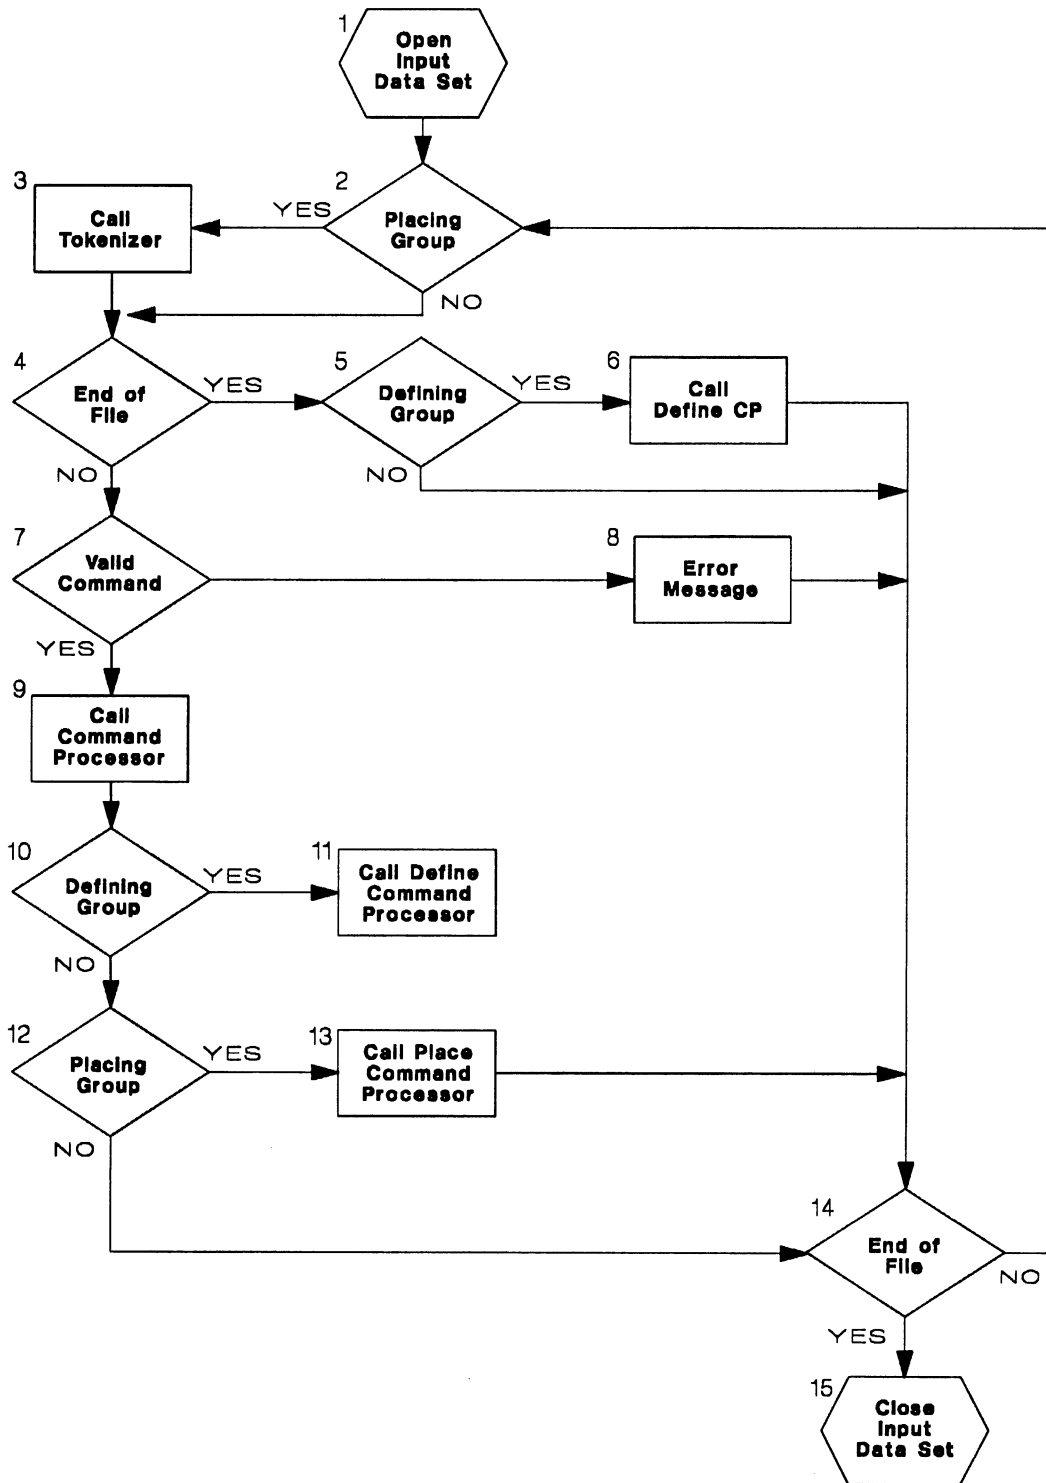 1
Open
Input
Data Set
2
Placing
Group
YES
NO
3
Call
Tokenizer
4
End of
File
YES
NO
5
Defining
Group
YES
NO
6
Call
Define CP
7
Valid
Command
YES
8
Error
Message
9
Call
Command
Processor
10
Defining
Group
YES
NO
11
Call Define
Command
Processor
12
Placing
Group
YES
NO
13
Call Place
Command
Processor
14
End of
File
NO
YES
15
Close
Input
Data Set